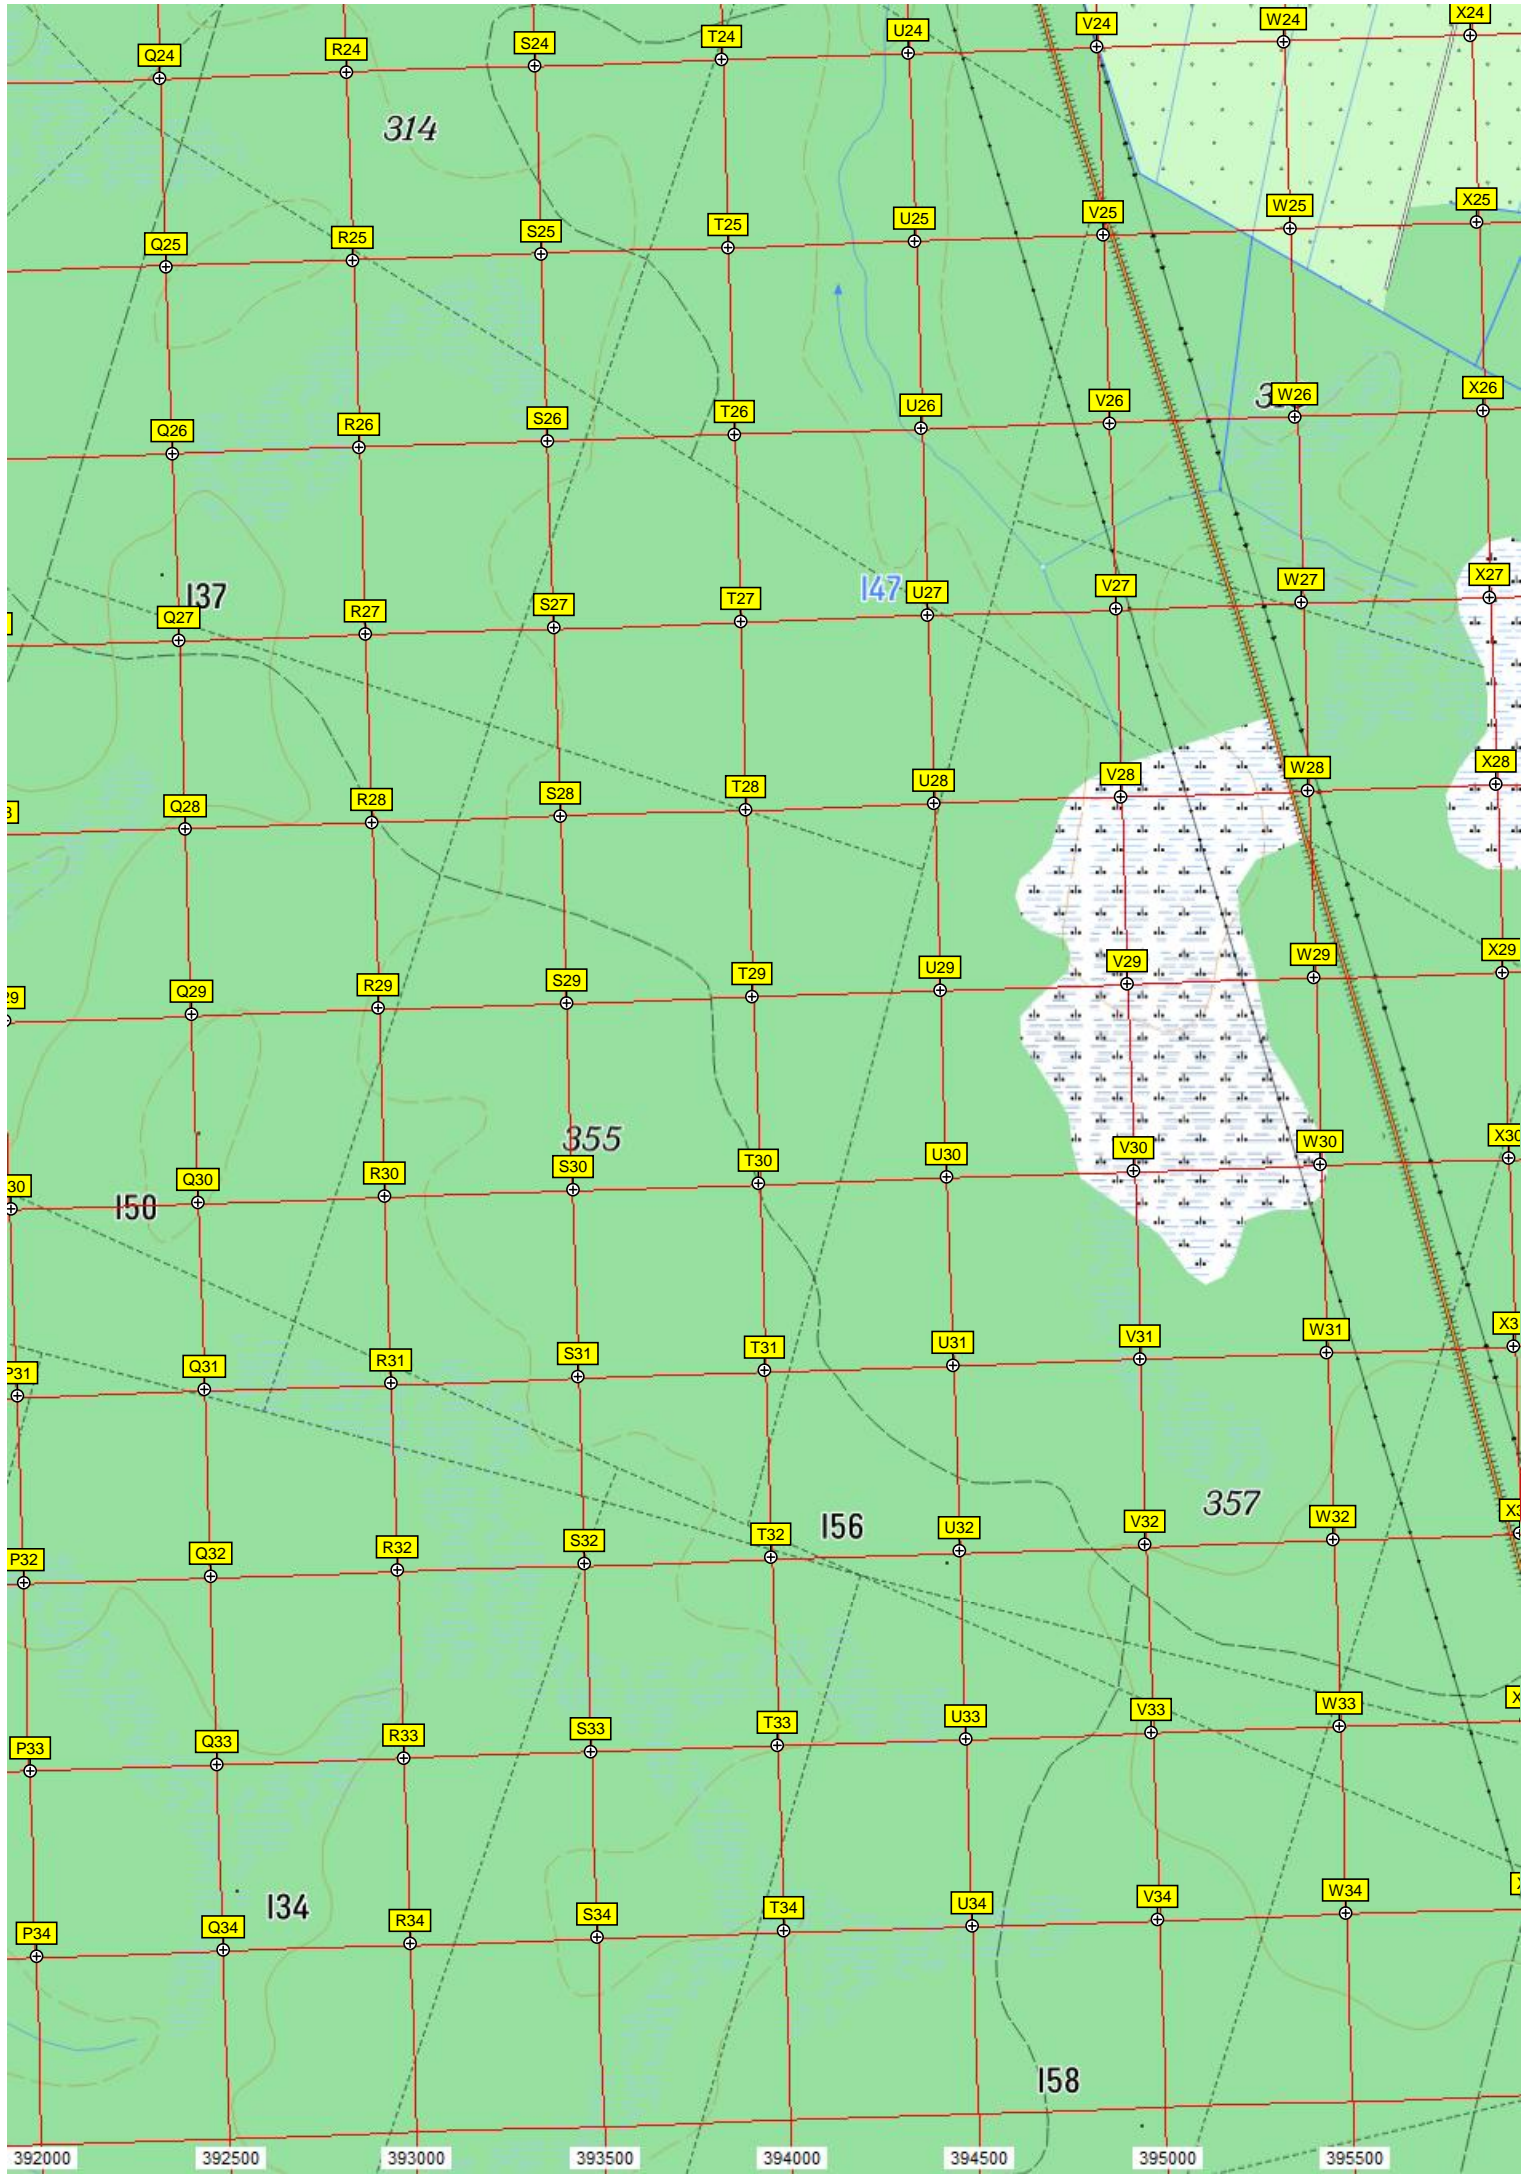 Q24 R24 S24 T24 U24 V24 W24 X24
314
Q25 R25 S25 T25 U25 V25 W25 X25
Q26 R26 S26 T26 U26 V26 W26 X26
137 147
Q27 R27 S27 T27 U27 V27 W27 X27
Q28 R28 S28 T28 U28 V28 W28 X28
29 Q29 R29 S29 T29 U29 V29 W29 X29
355
30 Q30 R30 S30 T30 U30 V30 W30 X30
150
P31 Q31 R31 S31 T31 U31 V31 W31 X3
357
156
P32 Q32 R32 S32 T32 U32 V32 W32 X3
P33 Q33 R33 S33 T33 U33 V33 W33 X
134
P34 Q34 R34 S34 T34 U34 V34 W34
158
392000 392500 393000 393500 394000 394500 395000 395500